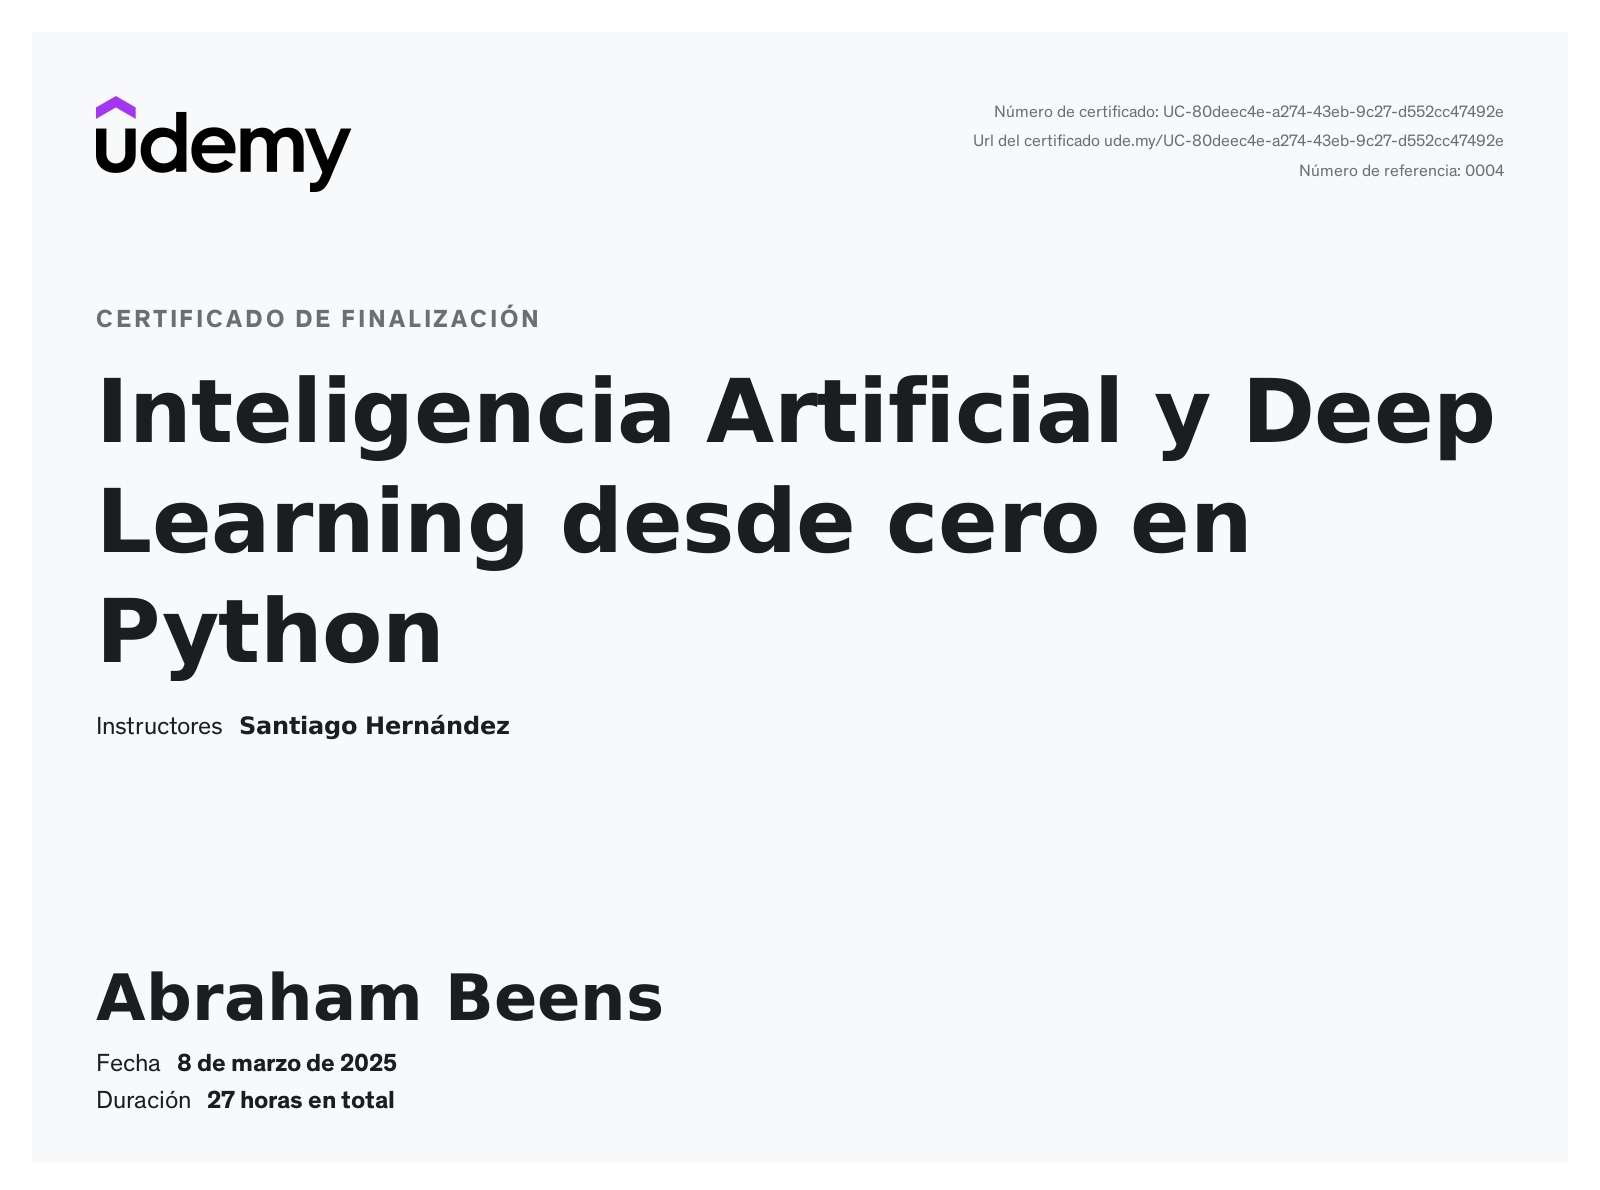 udemy
Número de certificado: UC-80deec4e-a274-43eb-9c27-d552cc47492e
Url del certificado ude.my/UC-80deec4e-a274-43eb-9c27-d552cc47492e
Número de referencia: 0004
CERTIFICADO DE FINALIZACIÓN
Inteligencia Artificial y Deep
Learning desde cero en
Python
Instructores Santiago Hernández
Abraham Beens
Fecha 8 de marzo de 2025
Duración 27 horas en total